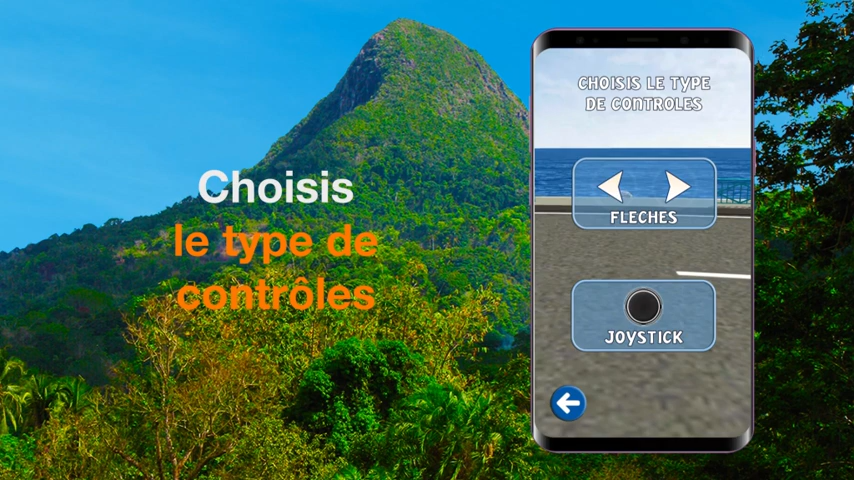 Choisis
le type de
contrôles
CHOISIS LE TYPE
DE CONTROLES
FLECHES
JOYSTICK